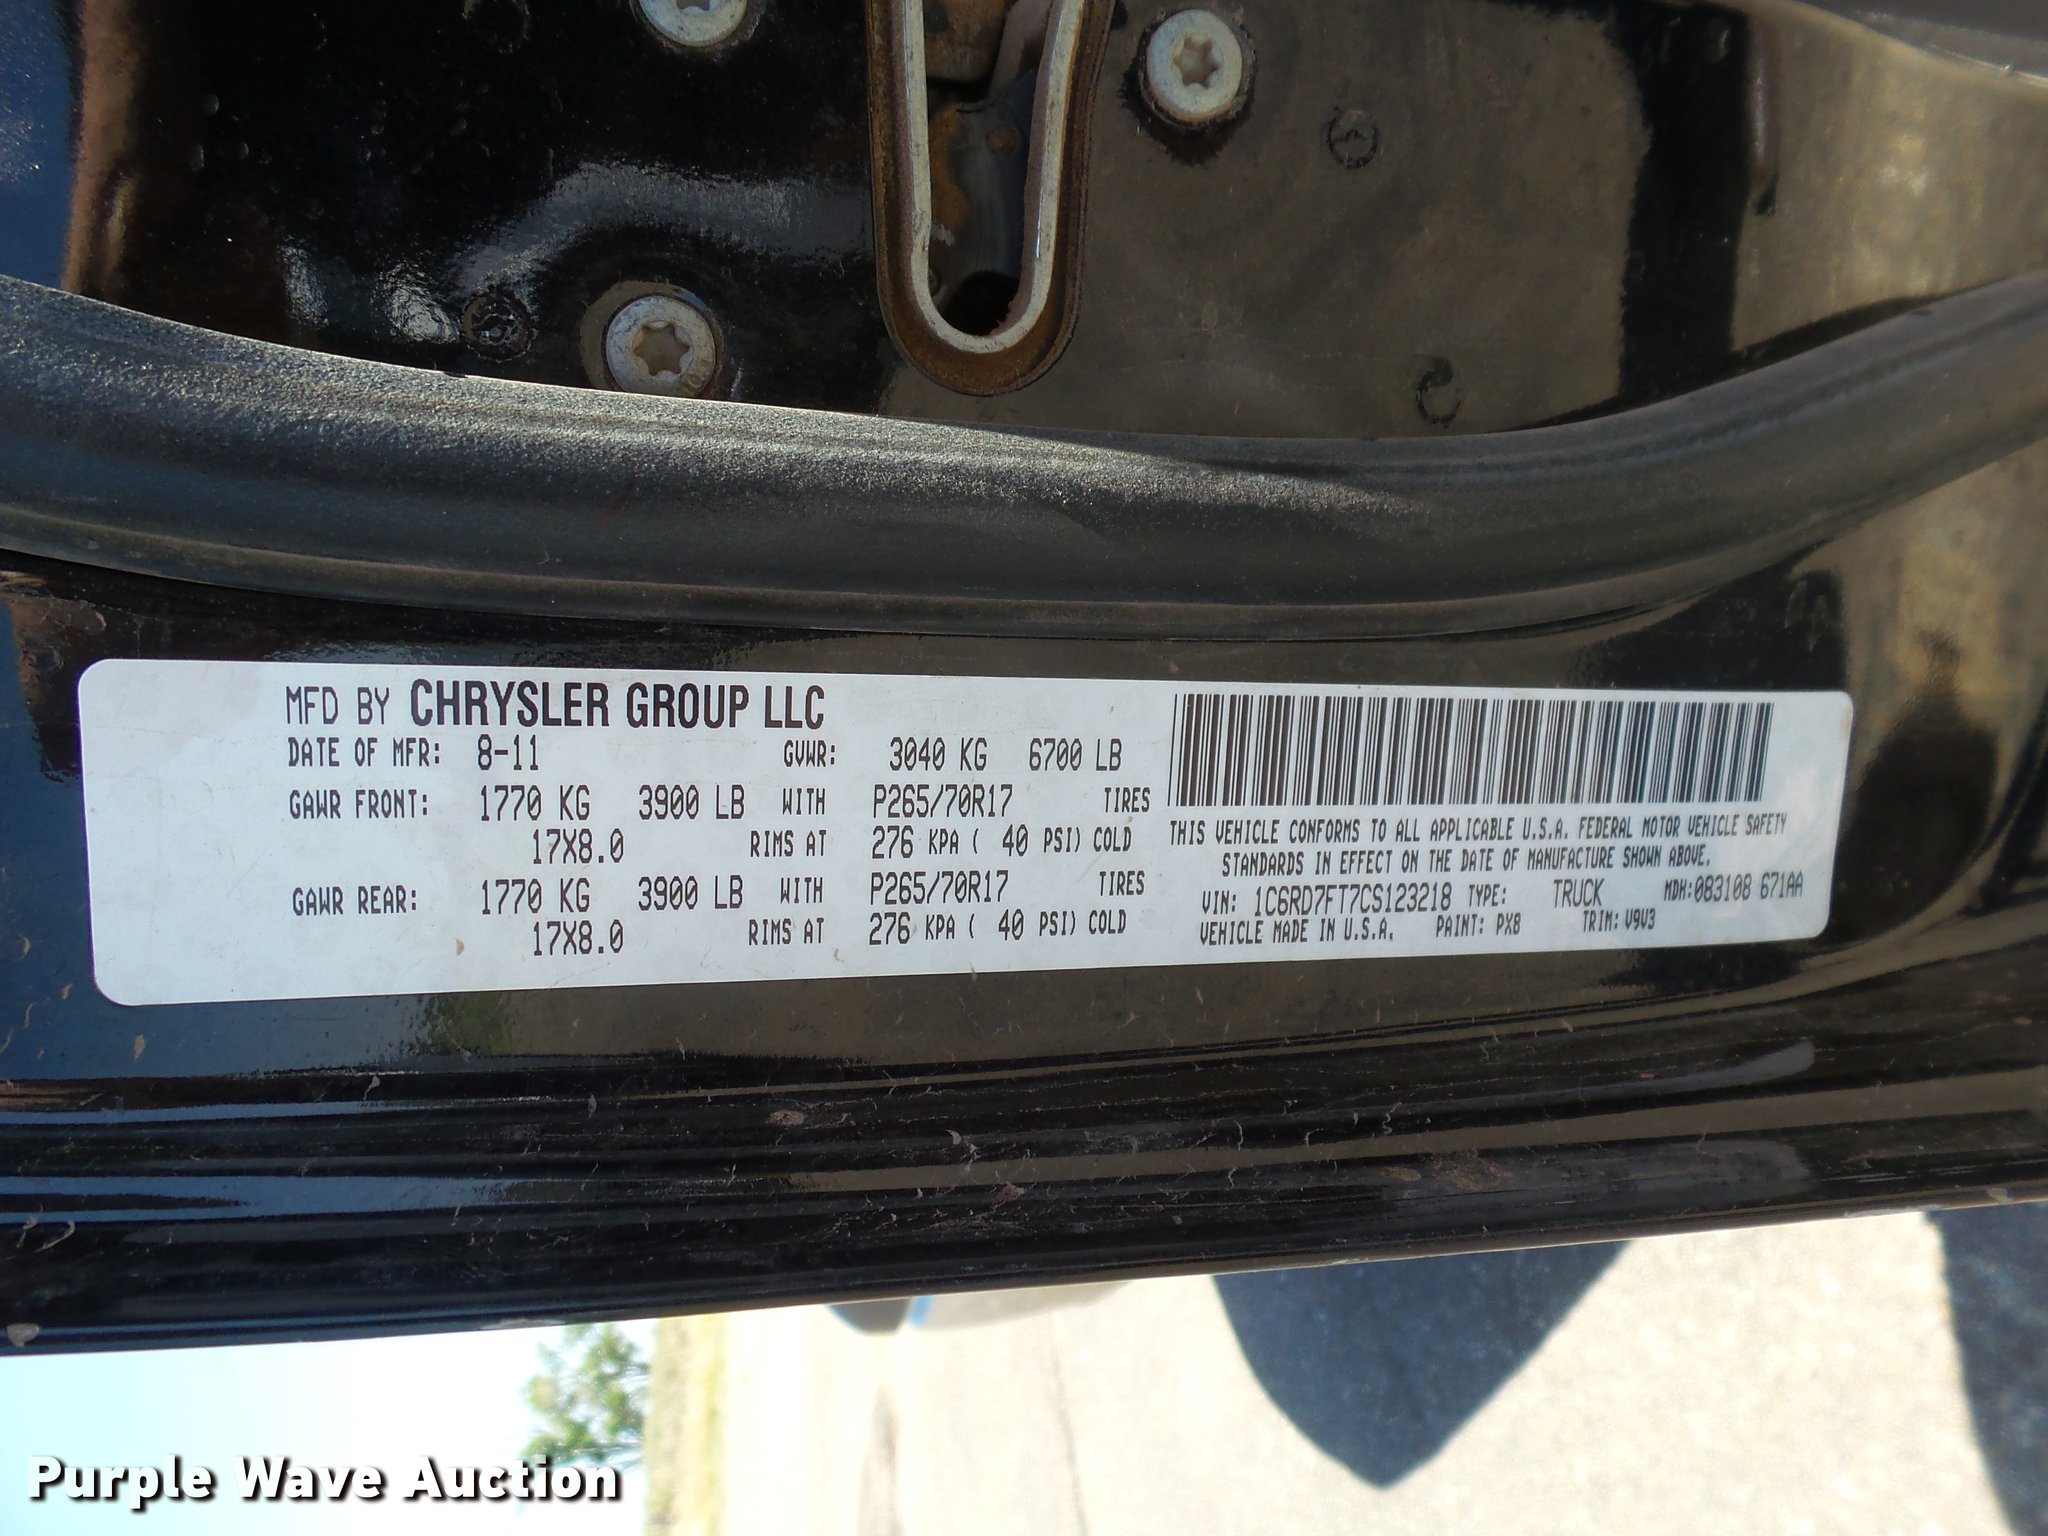 MFD BY CHRYSLER GROUP LLC
DATE OF MFR: 8-11 GVWR: 3040 KG 6700 LB
GAWR FRONT: 1770 KG 3900 LB WITH P265/70R17 TIRES
17X8.0 RIMS AT 276 KPA ( 40 PSI) COLD
GAWR REAR: 1770 KG 3900 LB WITH P265/70R17 TIRES
17X8.0 RIMS AT 276 KPA ( 40 PSI) COLD
THIS VEHICLE CONFORMS TO ALL APPLICABLE U.S.A. FEDERAL MOTOR VEHICLE SAFETY
STANDARDS IN EFFECT ON THE DATE OF MANUFACTURE SHOWN ABOVE.
VIN: 1C6RD7FT7CS123218 TYPE: TRUCK MDH:083108 671AA
VEHICLE MADE IN U.S.A. PAINT: PX8 TRIM: V9V3
Purple Wave Auction